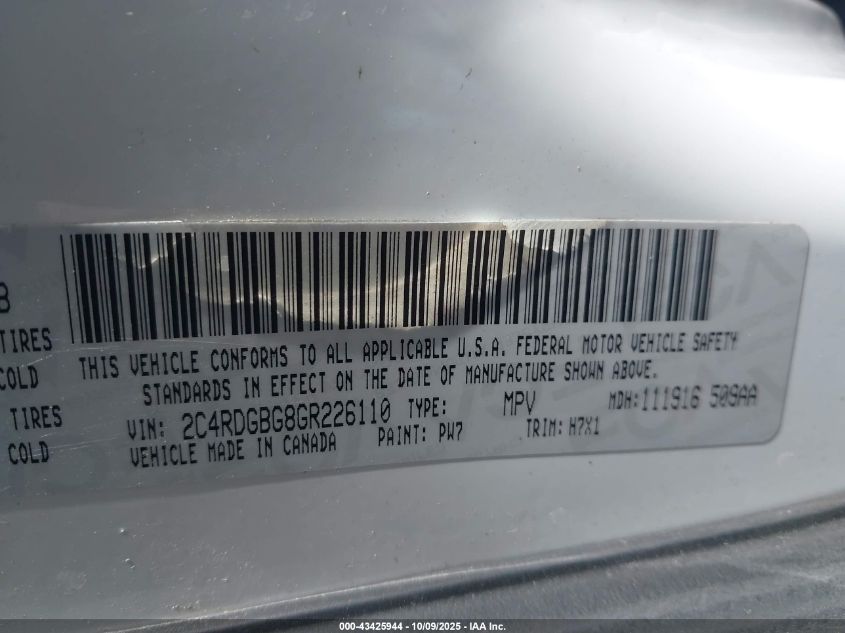 8
TIRES
COLD
TIRES
COLD
THIS VEHICLE CONFORMS TO ALL APPLICABLE U.S.A. FEDERAL MOTOR VEHICLE SAFETY
STANDARDS IN EFFECT ON THE DATE OF MANUFACTURE SHOWN ABOVE.
VIN: 2C4RDGBG8GR226110 TYPE: MPV MDH: 111916 509AA
VEHICLE MADE IN CANADA PAINT: PW7 TRIM: H7X1
000-43425944 - 10/09/2025 - IAA Inc.